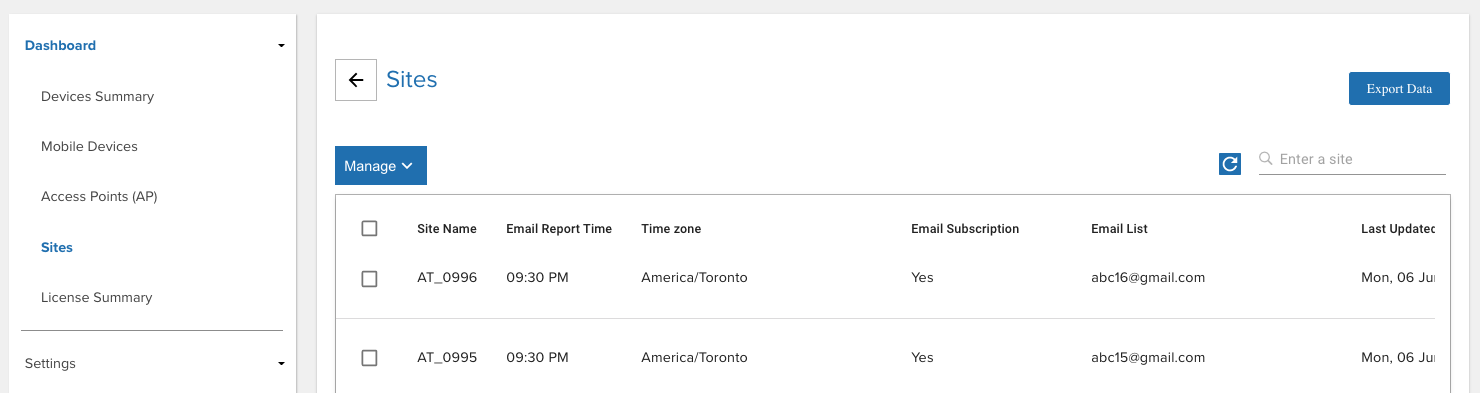 Dashboard
Devices Summary
Mobile Devices
Access Points (AP)
Sites
License Summary
Settings
Sites
Export Data
Manage
Enter a site
Site Name Email Report Time Time zone Email Subscription Email List Last Updated
AT_0996 09:30 PM America/Toronto Yes abc16@gmail.com Mon, 06
AT_0995 09:30 PM America/Toronto Yes abc15@gmail.com Mon, 06